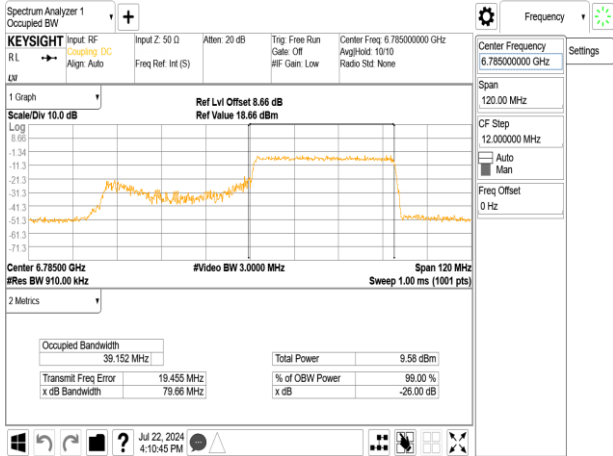 Spectrum Analyzer 1
Occupied BW
KEYSIGHT
R L
LXI
Input: RF
Coupling: DC
Align: Auto
Input Z: 50 Ω
Freq Ref: Int (S)
Atten: 20 dB
Trig: Free Run
Gate: Off
#IF Gain: Low
Center Freq: 6.785000000 GHz
Avg|Hold: 10/10
Radio Std: None
1 Graph
Scale/Div 10.0 dB
Ref Lvl Offset 8.66 dB
Ref Value 18.66 dBm
Log
8.66
-1.34
-11.3
-21.3
-31.3
-41.3
-51.3
-61.3
-71.3
Center 6.78500 GHz
#Res BW 910.00 kHz
#Video BW 3.0000 MHz
Span 120 MHz
Sweep 1.00 ms (1001 pts)
2 Metrics
Occupied Bandwidth
39.152 MHz
Transmit Freq Error 19.455 MHz
x dB Bandwidth 79.66 MHz
Total Power 9.58 dBm
% of OBW Power 99.00 %
x dB -26.00 dB
Jul 22, 2024
4:10:45 PM
Frequency
Center Frequency
6.785000000 GHz
Settings
Span
120.00 MHz
CF Step
12.000000 MHz
Auto
Man
Freq Offset
0 Hz